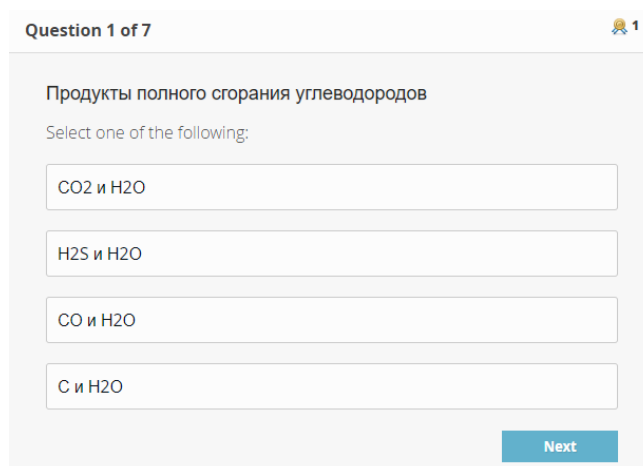 Question 1 of 7
1
Продукты полного сгорания углеводородов
Select one of the following:
CO2 и H2O
H2S и H2O
CO и H2O
C и H2O
Next